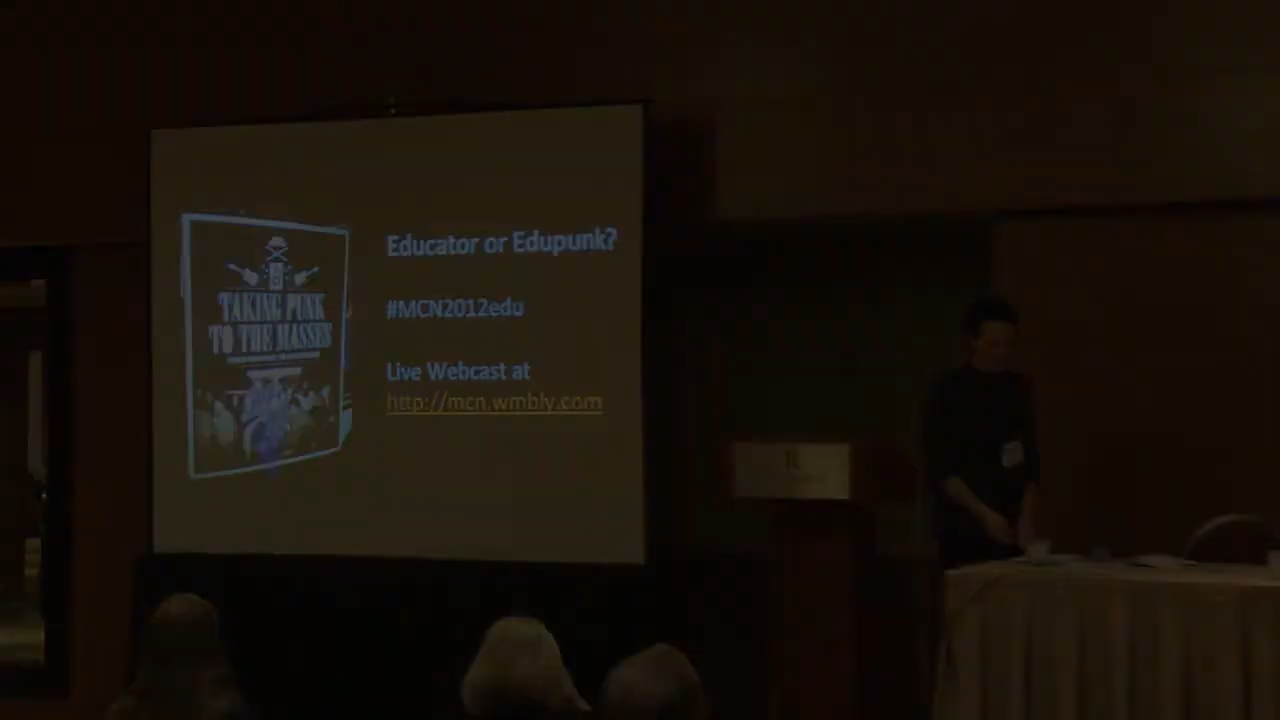 TAKING PUNK
TO THE MASSES
Educator or Edupunk?
#MCN2012edu
Live Webcast at
http://mcn.wmbly.com
R